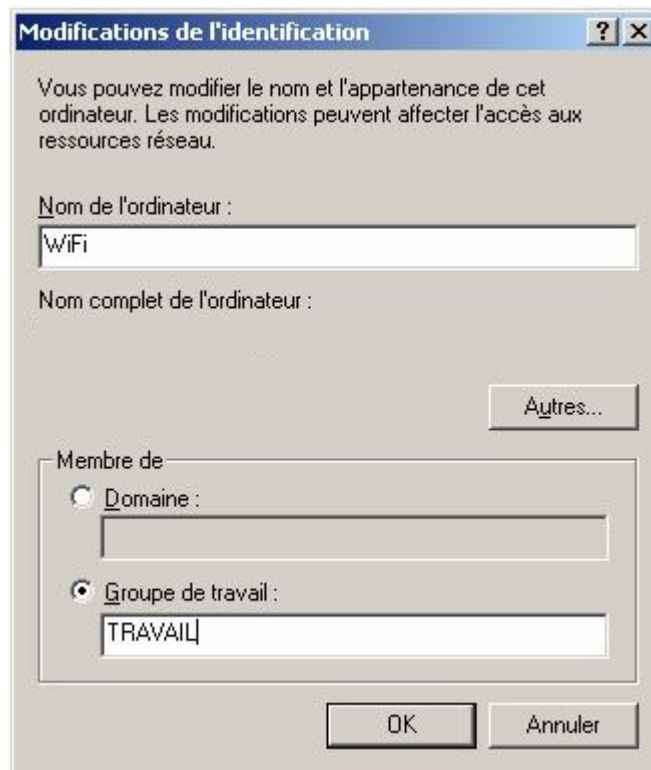 Modifications de l'identification
Vous pouvez modifier le nom et l'appartenance de cet
ordinateur. Les modifications peuvent affecter l'accès aux
ressources réseau.
Nom de l'ordinateur :
WiFi
Nom complet de l'ordinateur :
Autres...
Membre de
Domaine :
Groupe de travail :
TRAVAIL
OK
Annuler